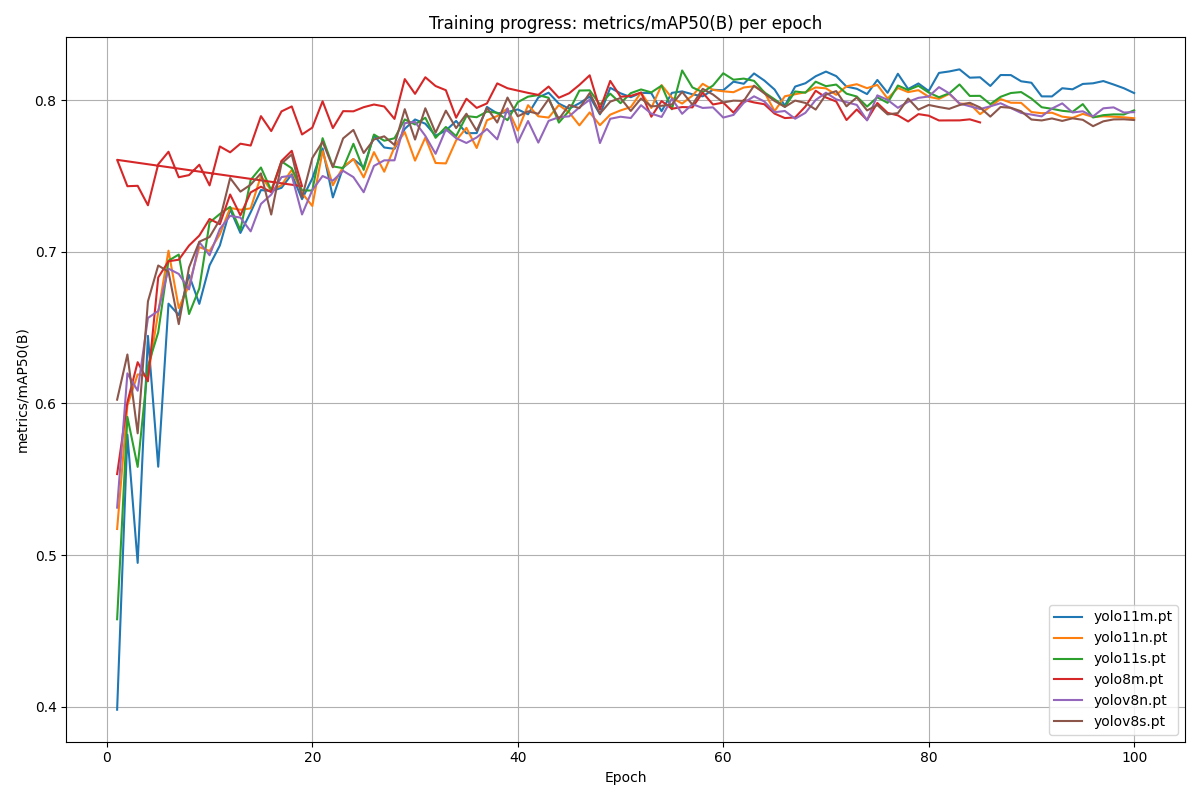 Training progress: metrics/mAP50(B) per epoch
metrics/mAP50(B)
0.8
0.7
0.6
0.5
0.4
0
20
40
60
80
100
Epoch
yolo11m.pt
yolo11n.pt
yolo11s.pt
yolo8m.pt
yolov8n.pt
yolov8s.pt